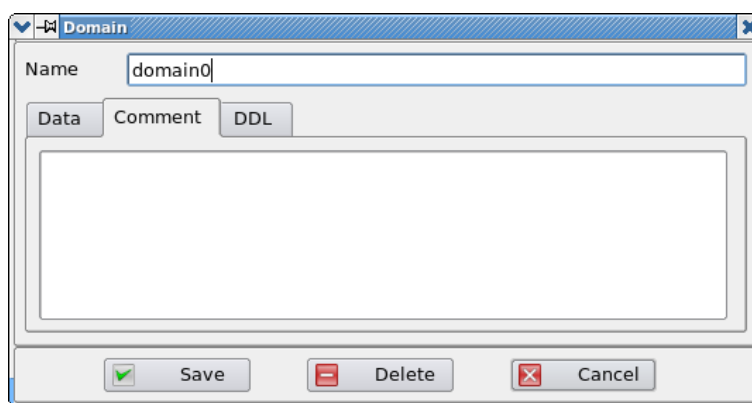 Domain
Name domain0
Data Comment DDL
Save Delete Cancel